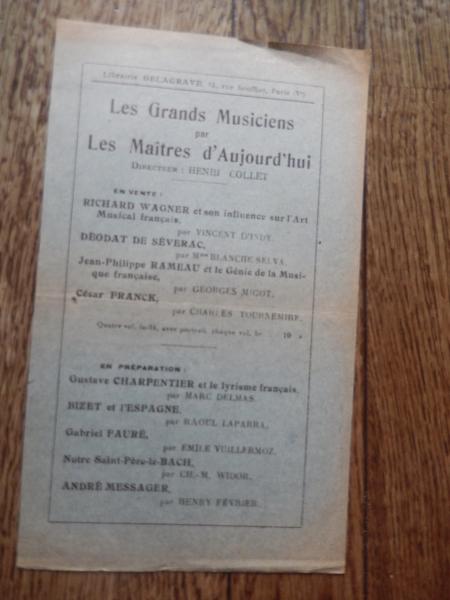 Librairie DELAGRAVE, 15, rue Soufflot, Paris (Ve)
Les Grands Musiciens
par
Les Maîtres d'Aujourd'hui
DIRECTEUR : HENRI COLLET
EN VENTE :
RICHARD WAGNER et son influence sur l'Art
Musical français,
par VINCENT D'INDY.
DÉODAT DE SÉVERAC,
par Mme BLANCHE SELVA.
Jean-Philippe RAMEAU et le Génie de la Musi-
que française,
par GEORGES MIGOT.
César FRANCK,
par CHARLES TOURNEMIRE.
Quatre vol. in-16, avec portrait, chaque vol. br. 10 »
EN PRÉPARATION :
Gustave CHARPENTIER et le lyrisme français,
par MARC DELMAS.
BIZET et l'ESPAGNE,
par RAOUL LAPARRA.
Gabriel FAURÉ,
par EMILE VUILLERMOZ.
Notre Saint-Père-le-BACH,
par CH.-M. WIDOR.
ANDRÉ MESSAGER,
par HENRY FÉVRIER.